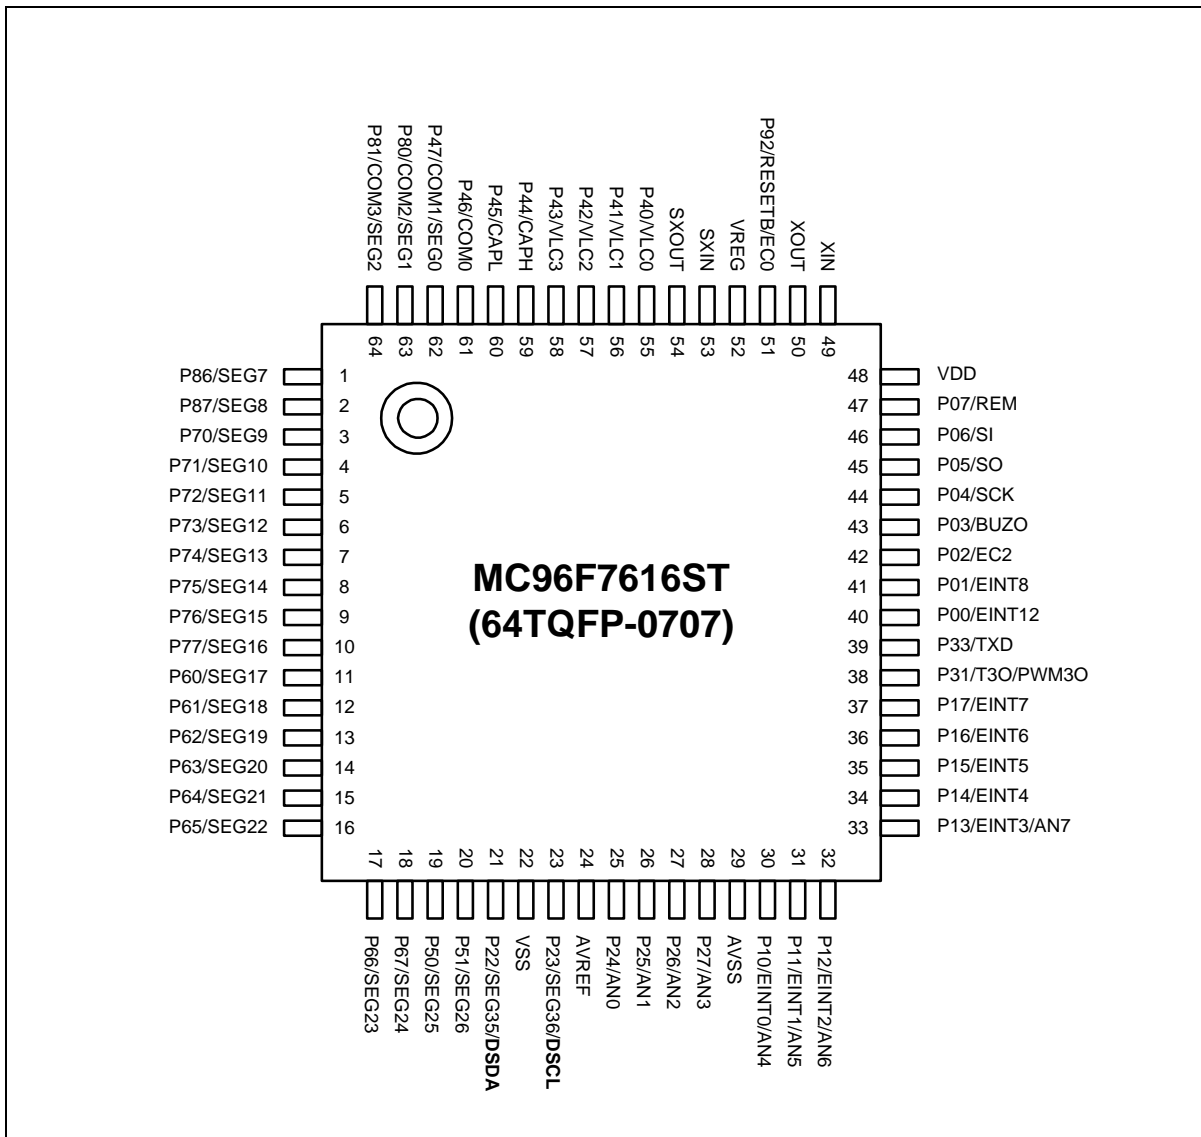 P81/COM3/SEG2
P80/COM2/SEG1
P47/COM1/SEG0
P46/COM0
P45/CAPL
P44/CAPH
P43/VLC3
P42/VLC2
P41/VLC1
P40/VLC0
SXOUT
SXIN
VREG
P92/RESETB/EC0
XOUT
XIN
64
63
62
61
60
59
58
57
56
55
54
53
52
51
50
49
P86/SEG7 1
P87/SEG8 2
P70/SEG9 3
P71/SEG10 4
P72/SEG11 5
P73/SEG12 6
P74/SEG13 7
P75/SEG14 8
P76/SEG15 9
P77/SEG16 10
P60/SEG17 11
P61/SEG18 12
P62/SEG19 13
P63/SEG20 14
P64/SEG21 15
P65/SEG22 16
MC96F7616ST
(64TQFP-0707)
48 VDD
47 P07/REM
46 P06/SI
45 P05/SO
44 P04/SCK
43 P03/BUZO
42 P02/EC2
41 P01/EINT8
40 P00/EINT12
39 P33/TXD
38 P31/T3O/PWM3O
37 P17/EINT7
36 P16/EINT6
35 P15/EINT5
34 P14/EINT4
33 P13/EINT3/AN7
17
18
19
20
21
22
23
24
25
26
27
28
29
30
31
32
P66/SEG23
P67/SEG24
P50/SEG25
P51/SEG26
P22/SEG35/DSDA
VSS
P23/SEG36/DSCL
AVREF
P24/AN0
P25/AN1
P26/AN2
P27/AN3
AVSS
P10/EINT0/AN4
P11/EINT1/AN5
P12/EINT2/AN6